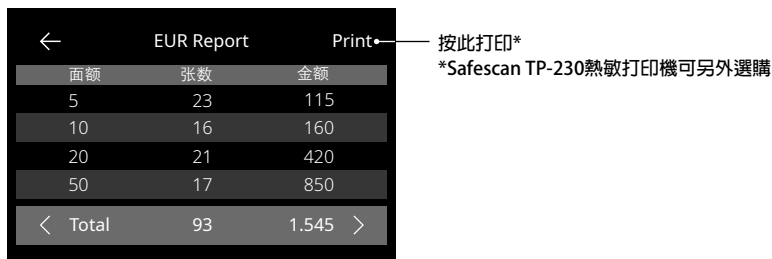 EUR Report Print
面额 张数 金额
5 23 115
10 16 160
20 21 420
50 17 850
Total 93 1.545
按此打印*
*Safescan TP-230熱敏打印機可另外選購